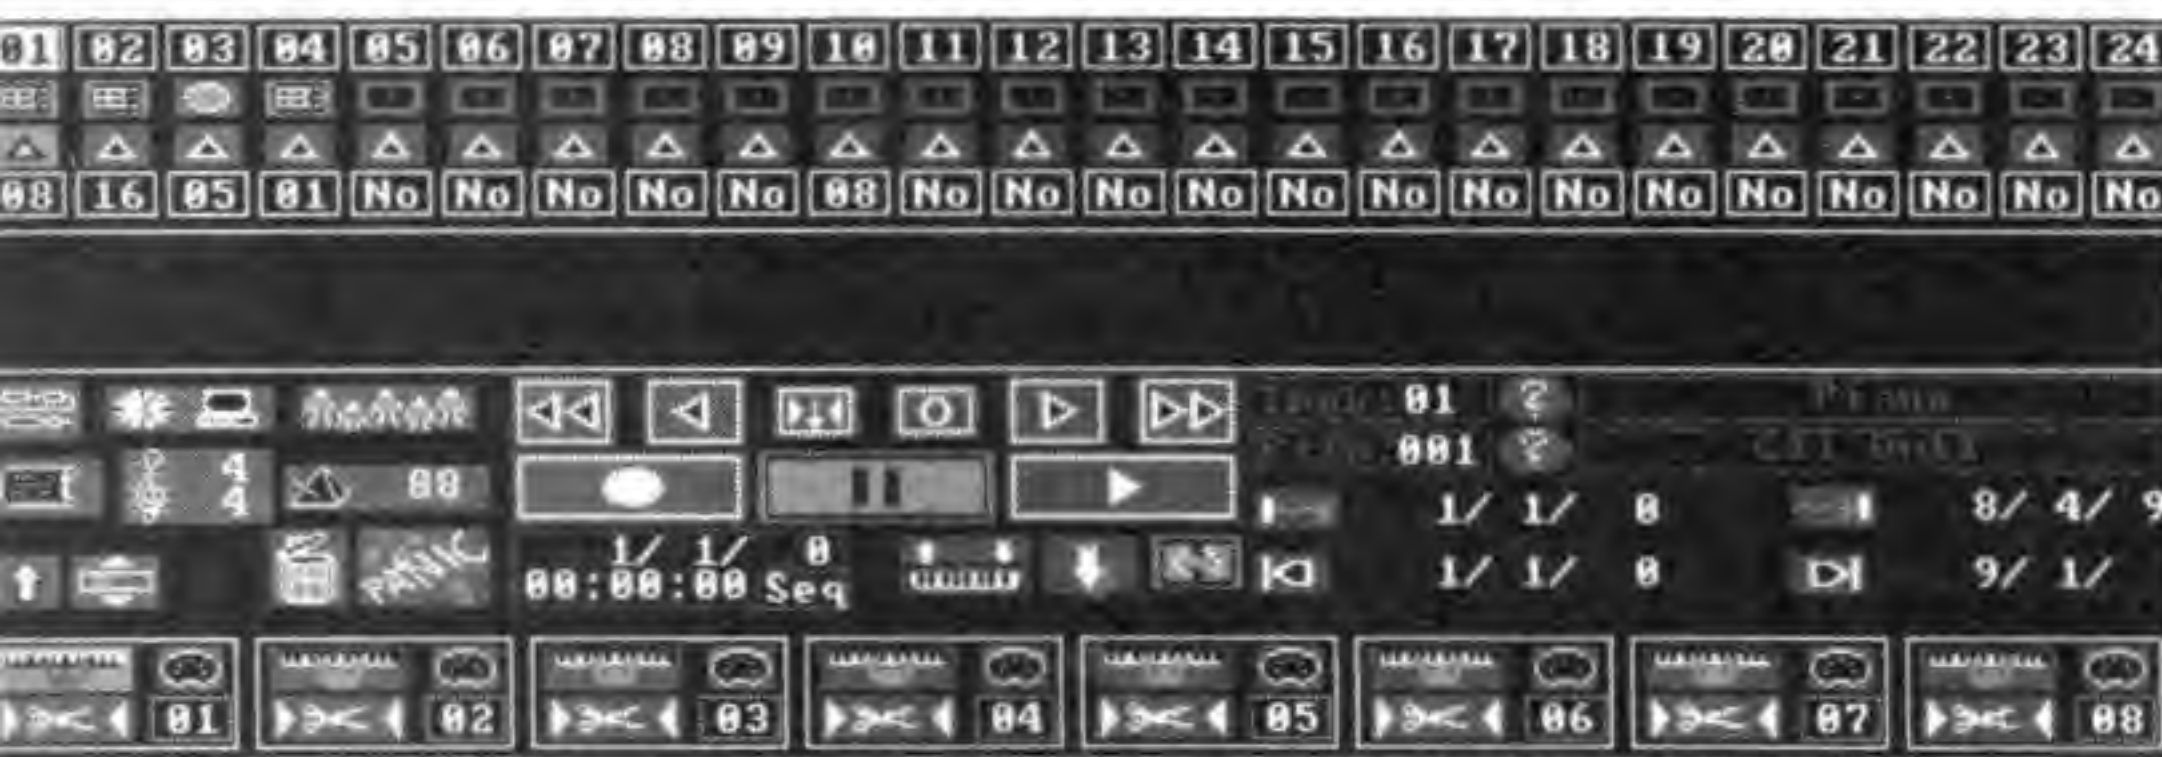 01 02 03 04 05 06 07 08 09 10 11 12 13 14 15 16 17 18 19 20 21 22 23 24
08 16 05 01 No No No No No 08 No No No No No No No No No No No No No No
01 ?
001 ?
4
4
08
1/ 1/ 0 8/ 4/ 9
PANIC 1/ 1/ 0
00:00:00 Seq
1/ 1/ 0 9/ 1/
01 02 03 04 05 06 07 08